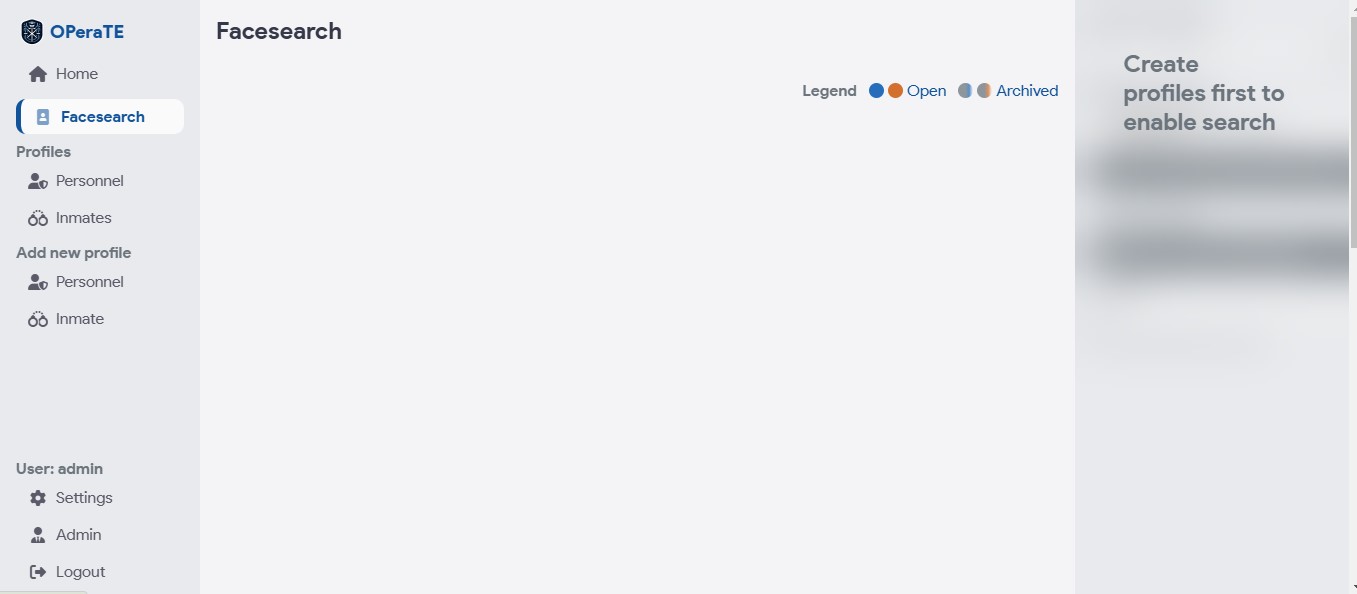 OPeraTE
Home
Facesearch
Profiles
Personnel
Inmates
Add new profile
Personnel
Inmate
User: admin
Settings
Admin
Logout
Facesearch
Legend Open Archived
Create
profiles first to
enable search